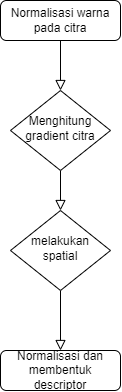 Normalisasi warna
pada citra
Menghitung
gradient citra
melakukan
spatial
Normalisasi dan
membentuk
descriptor